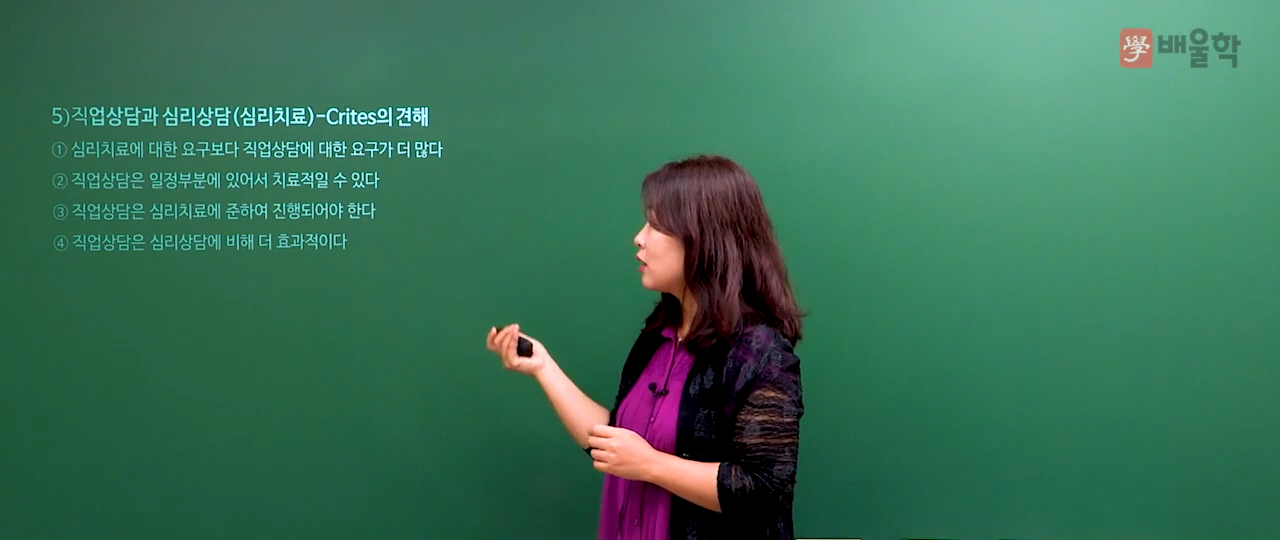 學 배울학
5)직업상담과 심리상담(심리치료)-Crites의 견해
① 심리치료에 대한 요구보다 직업상담에 대한 요구가 더 많다
② 직업상담은 일정부분에 있어서 치료적일 수 있다
③ 직업상담은 심리치료에 준하여 진행되어야 한다
④ 직업상담은 심리상담에 비해 더 효과적이다